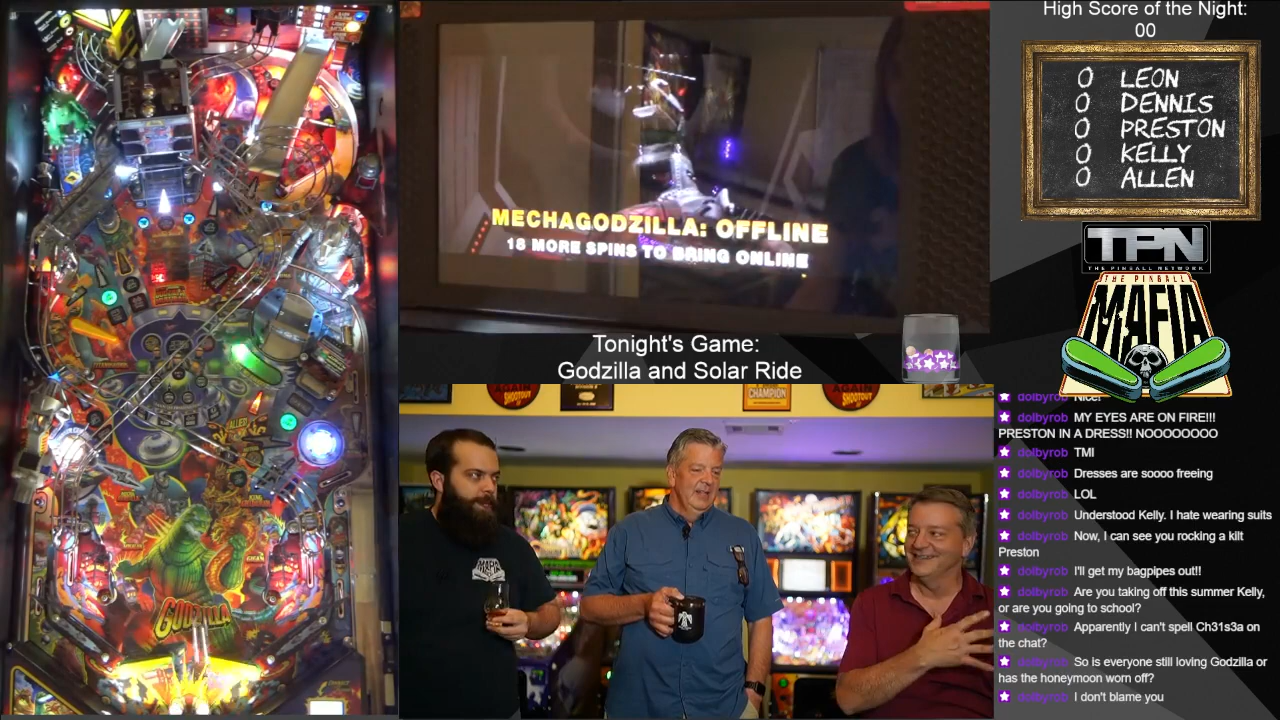 MECHAGODZILLA: OFFLINE
18 MORE SPINS TO BRING ONLINE
Tonight's Game:
Godzilla and Solar Ride
High Score of the Night:
00
0 LEON
0 DENNIS
0 PRESTON
0 KELLY
0 ALLEN
TPN
THE PINBALL NETWORK
THE PINBALL
MAFIA
dolbyrob Nice!
dolbyrob MY EYES ARE ON FIRE!!!
PRESTON IN A DRESS!! NOOOOOOOO
dolbyrob TMI
dolbyrob Dresses are soooo freeing
dolbyrob LOL
dolbyrob Understood Kelly. I hate wearing suits
dolbyrob Now, I can see you rocking a kilt
Preston
dolbyrob I'll get my bagpipes out!!
dolbyrob Are you taking off this summer Kelly,
or are you going to school?
dolbyrob Apparently I can't spell Ch31s3a on
the chat?
dolbyrob So is everyone still loving Godzilla or
has the honeymoon worn off?
dolbyrob I don't blame you
AGAIN
SHOOTOUT
CHAMPION
AGAIN
SHOOTOUT
MAFIA
GODZILLA